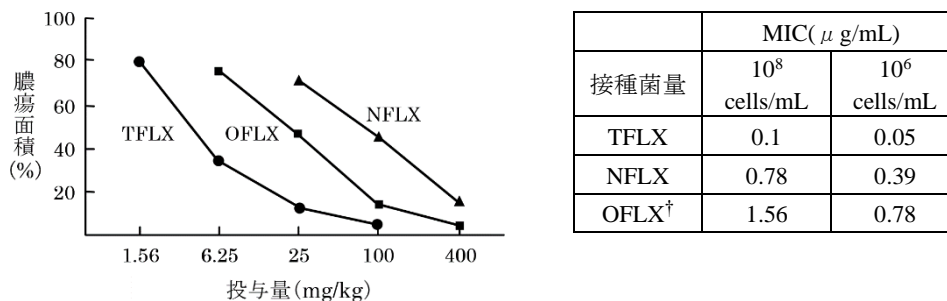 100
80
60
40
20
膿瘍面積
(%)
TFLX
OFLX
NFLX
1.56 6.25 25 100 400
投与量(mg/kg)
MIC(μg/mL)
接種菌量
10⁸ cells/mL
10⁶ cells/mL
TFLX 0.1 0.05
NFLX 0.78 0.39
OFLX† 1.56 0.78